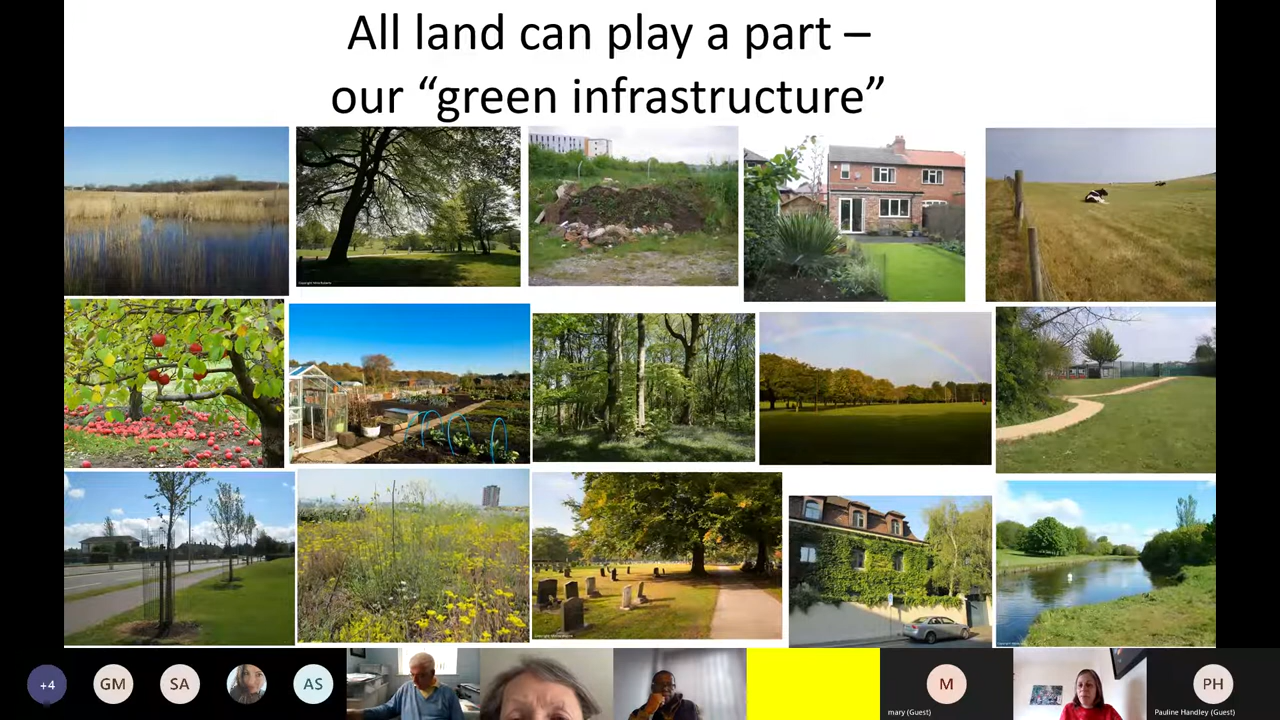 All land can play a part –
our “green infrastructure”
+4
GM
SA
AS
M
mary (Guest)
PH
Pauline Handley (Guest)